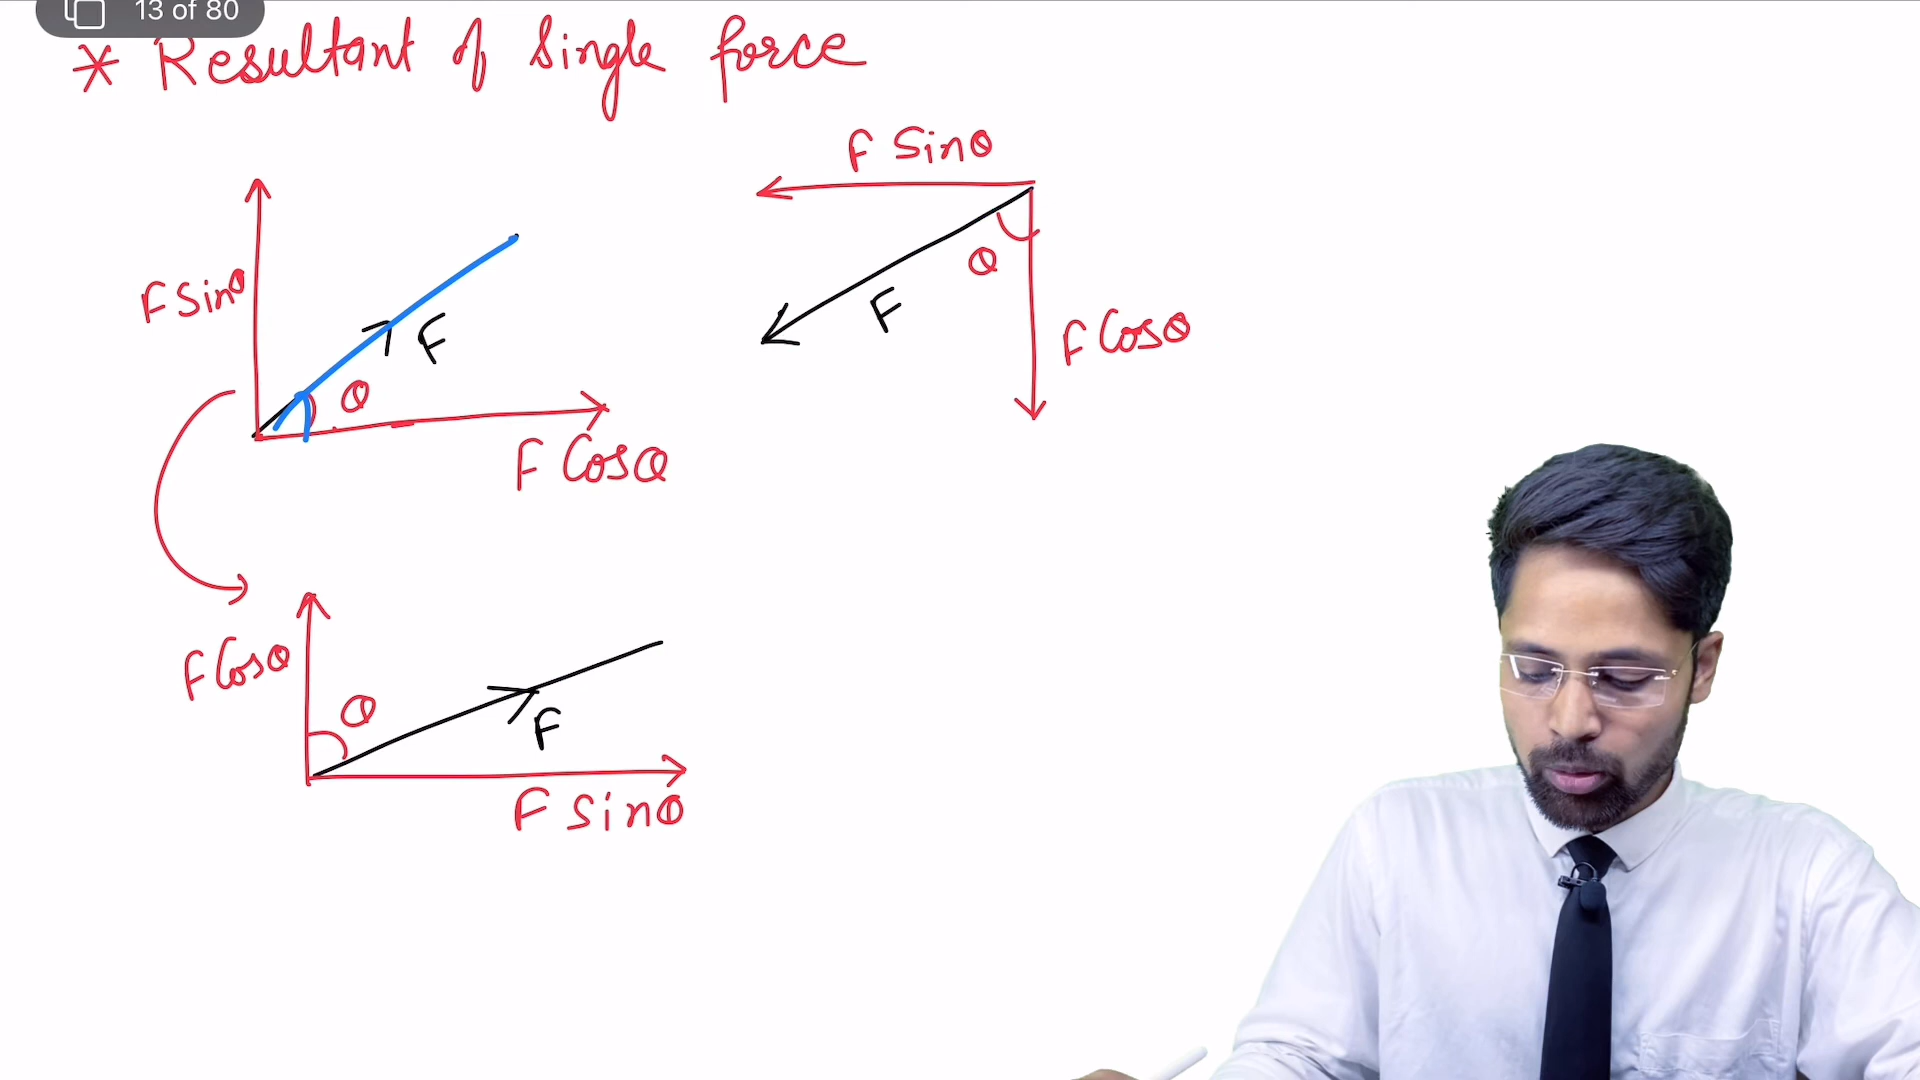 13 of 80
* Resultant of Single force
F Sinθ
F Sinθ
F
θ
F Cosθ
θ
F
F Cosθ
F Cosθ
θ
F
F Sinθ